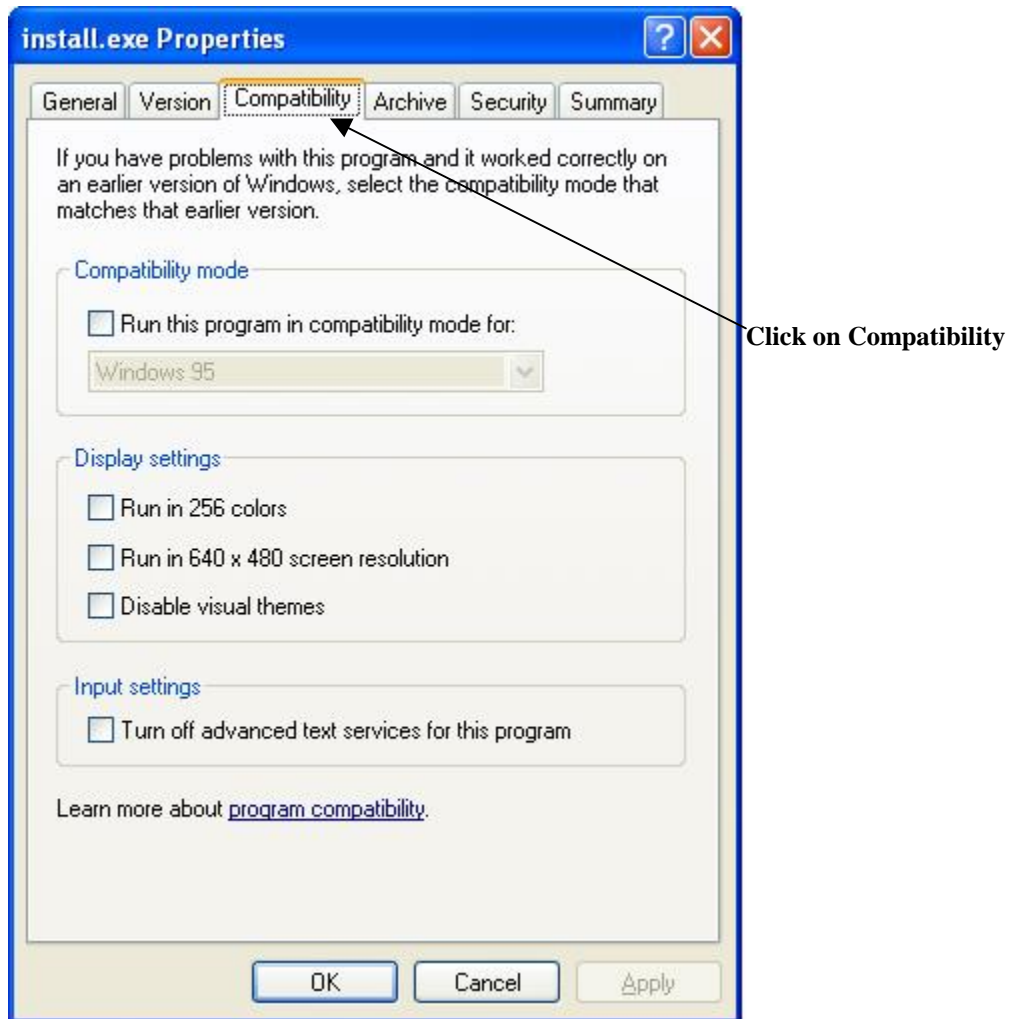 install.exe Properties
General Version Compatibility Archive Security Summary
If you have problems with this program and it worked correctly on
an earlier version of Windows, select the compatibility mode that
matches that earlier version.
Compatibility mode
Run this program in compatibility mode for:
Click on Compatibility
Windows 95
Display settings
Run in 256 colors
Run in 640 x 480 screen resolution
Disable visual themes
Input settings
Turn off advanced text services for this program
Learn more about program compatibility.
OK Cancel Apply